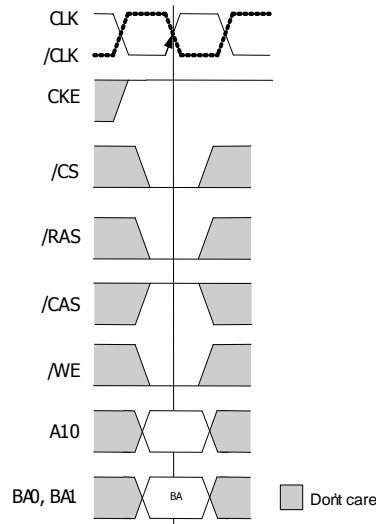 CLK
/CLK
CKE
/CS
/RAS
/CAS
/WE
A10
BA0, BA1
BA
Don't care